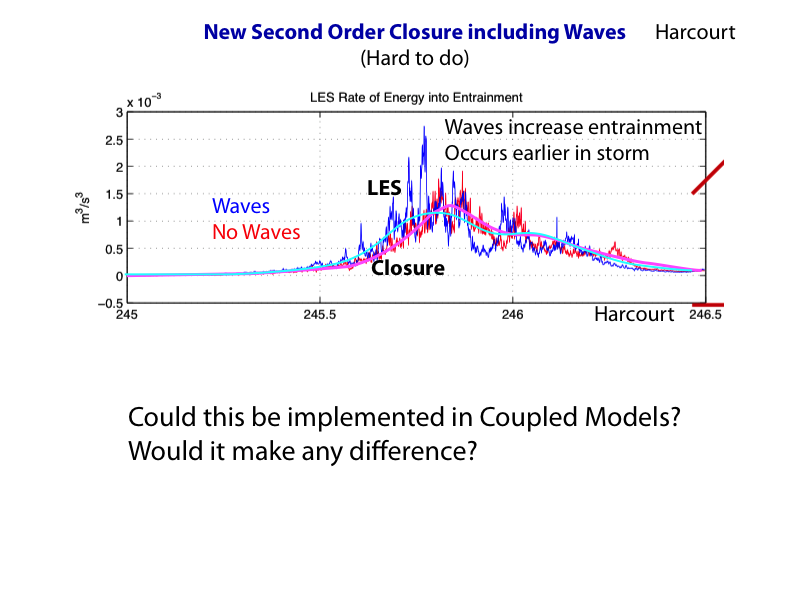 New Second Order Closure including Waves Harcourt
(Hard to do)
LES Rate of Energy into Entrainment
x 10⁻³
3
2.5
2
1.5
1
0.5
0
−0.5
m³/s³
Waves increase entrainment
Occurs earlier in storm
LES
Waves
No Waves
Closure
245 245.5 246 246.5
Harcourt
Could this be implemented in Coupled Models?
Would it make any difference?